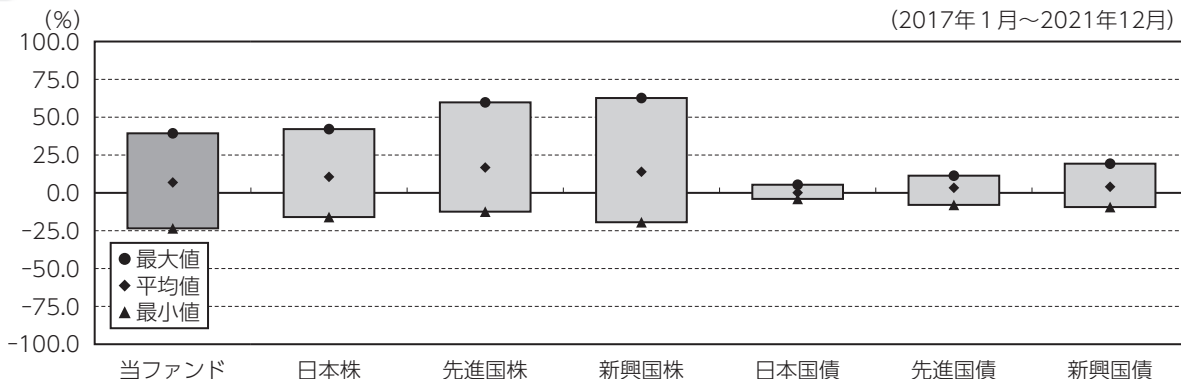 (%)
(2017年1月～2021年12月)
100.0
75.0
50.0
25.0
0.0
-25.0
-50.0
-75.0
-100.0
●最大値
◆平均値
▲最小値
当ファンド 日本株 先進国株 新興国株 日本国債 先進国債 新興国債